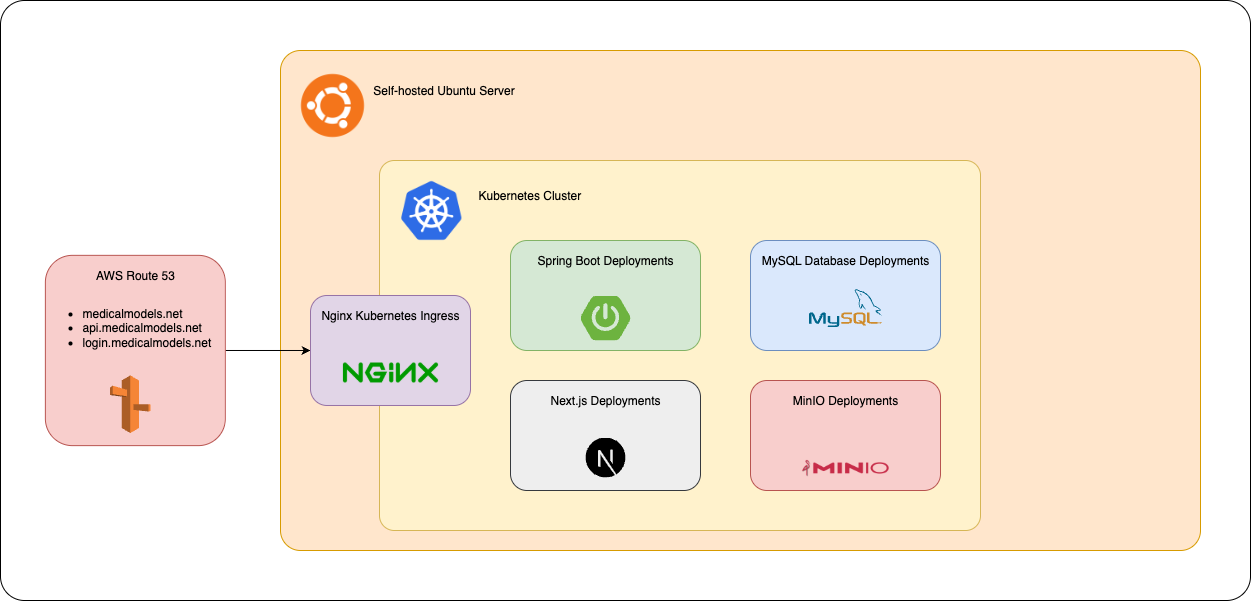 Self-hosted Ubuntu Server
Kubernetes Cluster
AWS Route 53
medicalmodels.net
api.medicalmodels.net
login.medicalmodels.net
Nginx Kubernetes Ingress
NGiNX
Spring Boot Deployments
MySQL Database Deployments
MySQL
Next.js Deployments
N
MinIO Deployments
MINIO